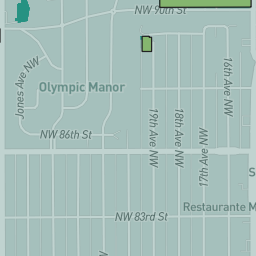 NW 90th St
16th Ave NW
Jones Ave NW
Olympic Manor
19th Ave NW
18th Ave NW
17th Ave NW
NW 86th St
S
Restaurante M
NW 83rd St
NW